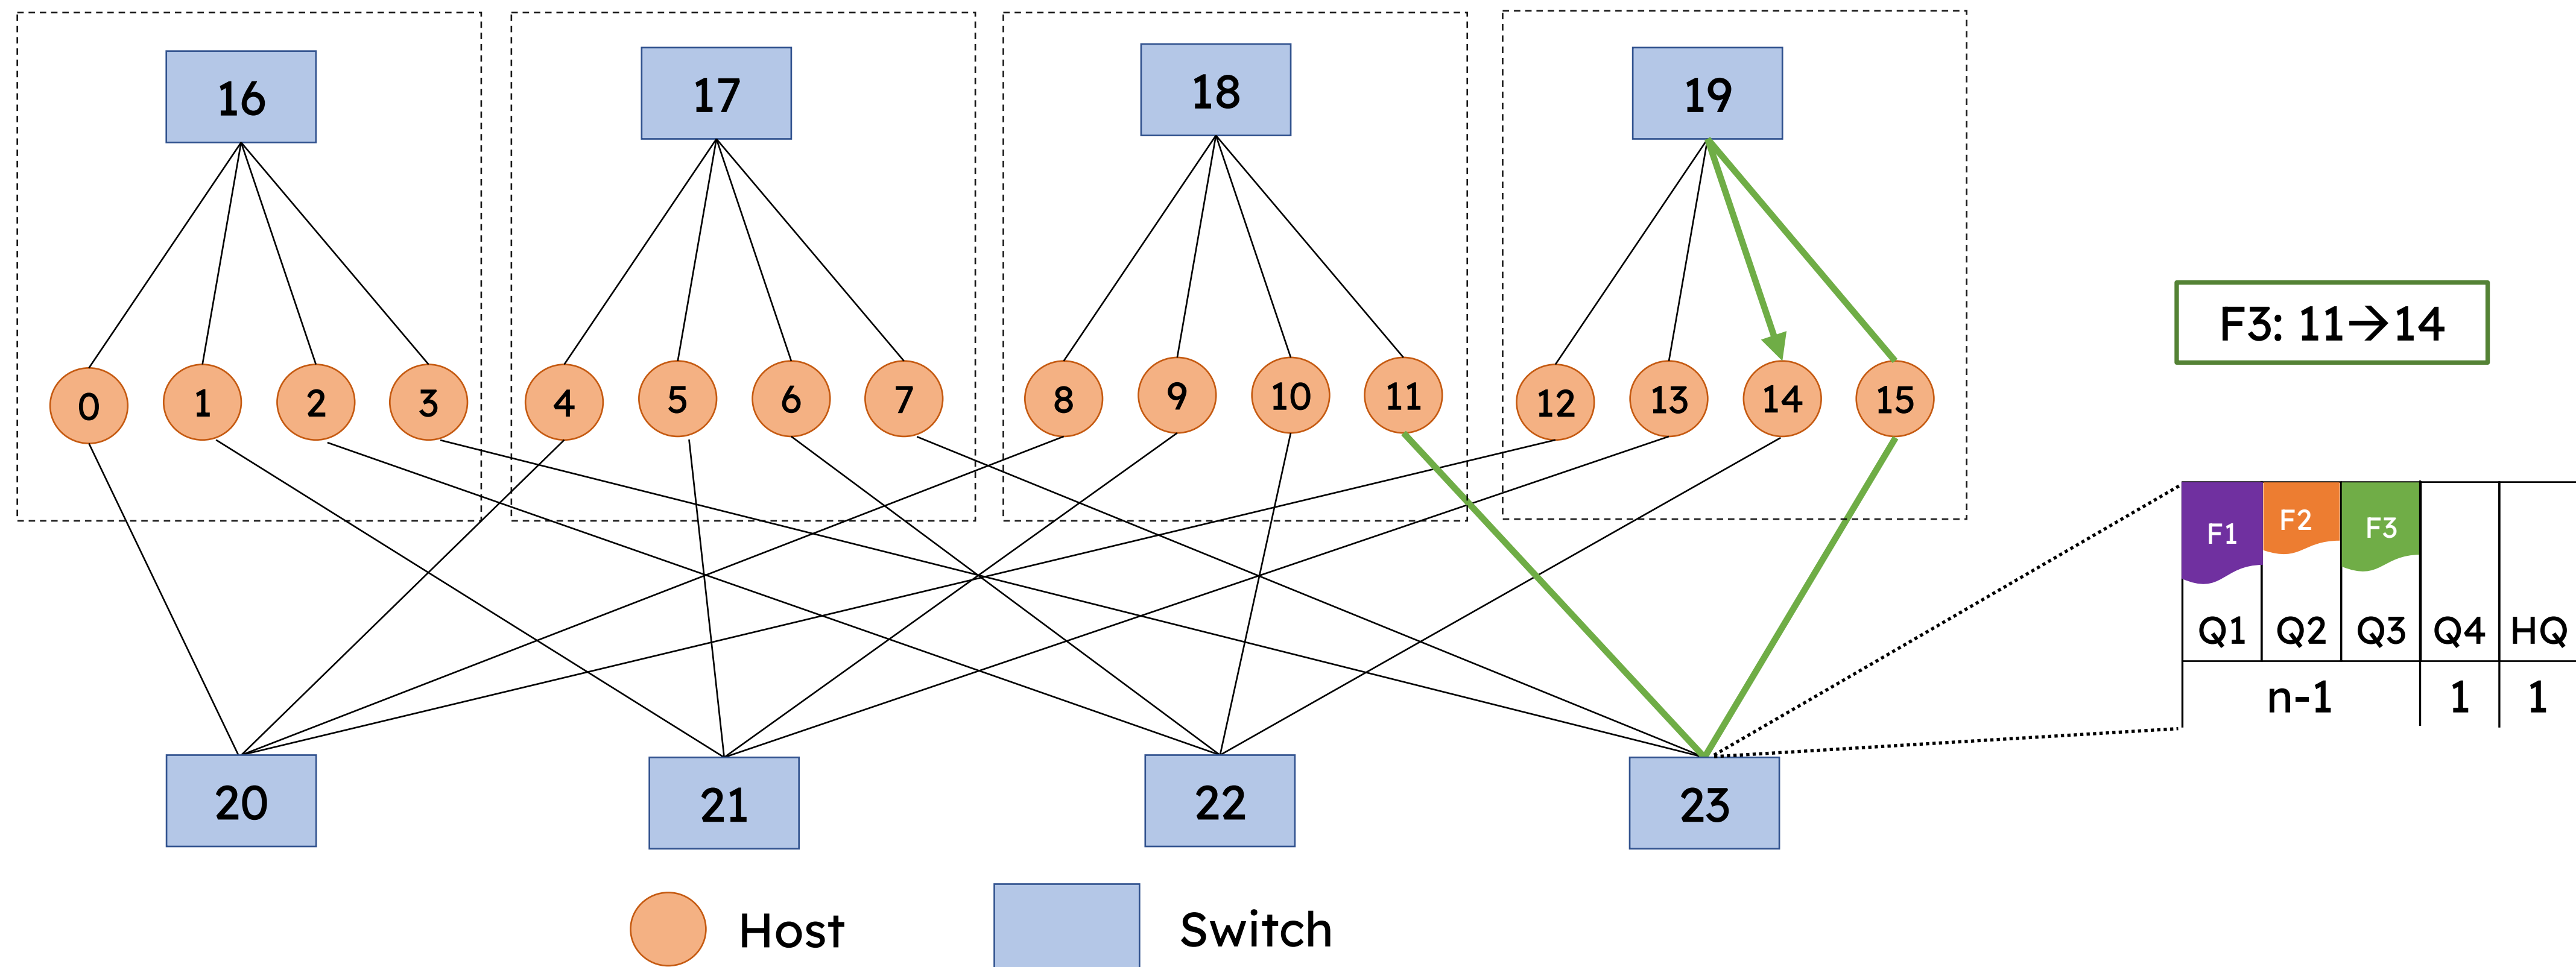 16 17 18 19
0 1 2 3 4 5 6 7 8 9 10 11 12 13 14 15
F3: 11→14
F1 F2 F3
Q1 Q2 Q3 Q4 HQ
n-1 1 1
20 21 22 23
Host Switch